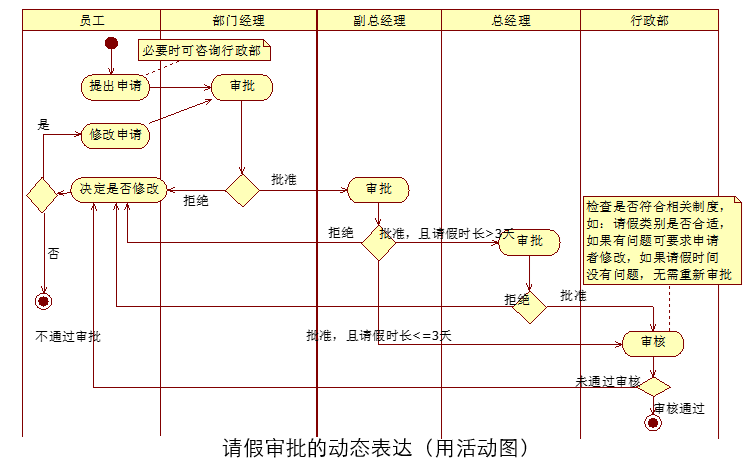 员工
部门经理
副总经理
总经理
行政部
必要时可咨询行政部
提出申请
审批
是
修改申请
决定是否修改
拒绝
批准
审批
检查是否符合相关制度，
如：请假类别是否合适，
如果有问题可要求申请
者修改，如果请假时间
没有问题，无需重新审批
拒绝
批准，且请假时长>3天
审批
否
拒绝
批准
不通过审批
批准，且请假时长<=3天
审核
未通过审核
审核通过
请假审批的动态表达（用活动图）